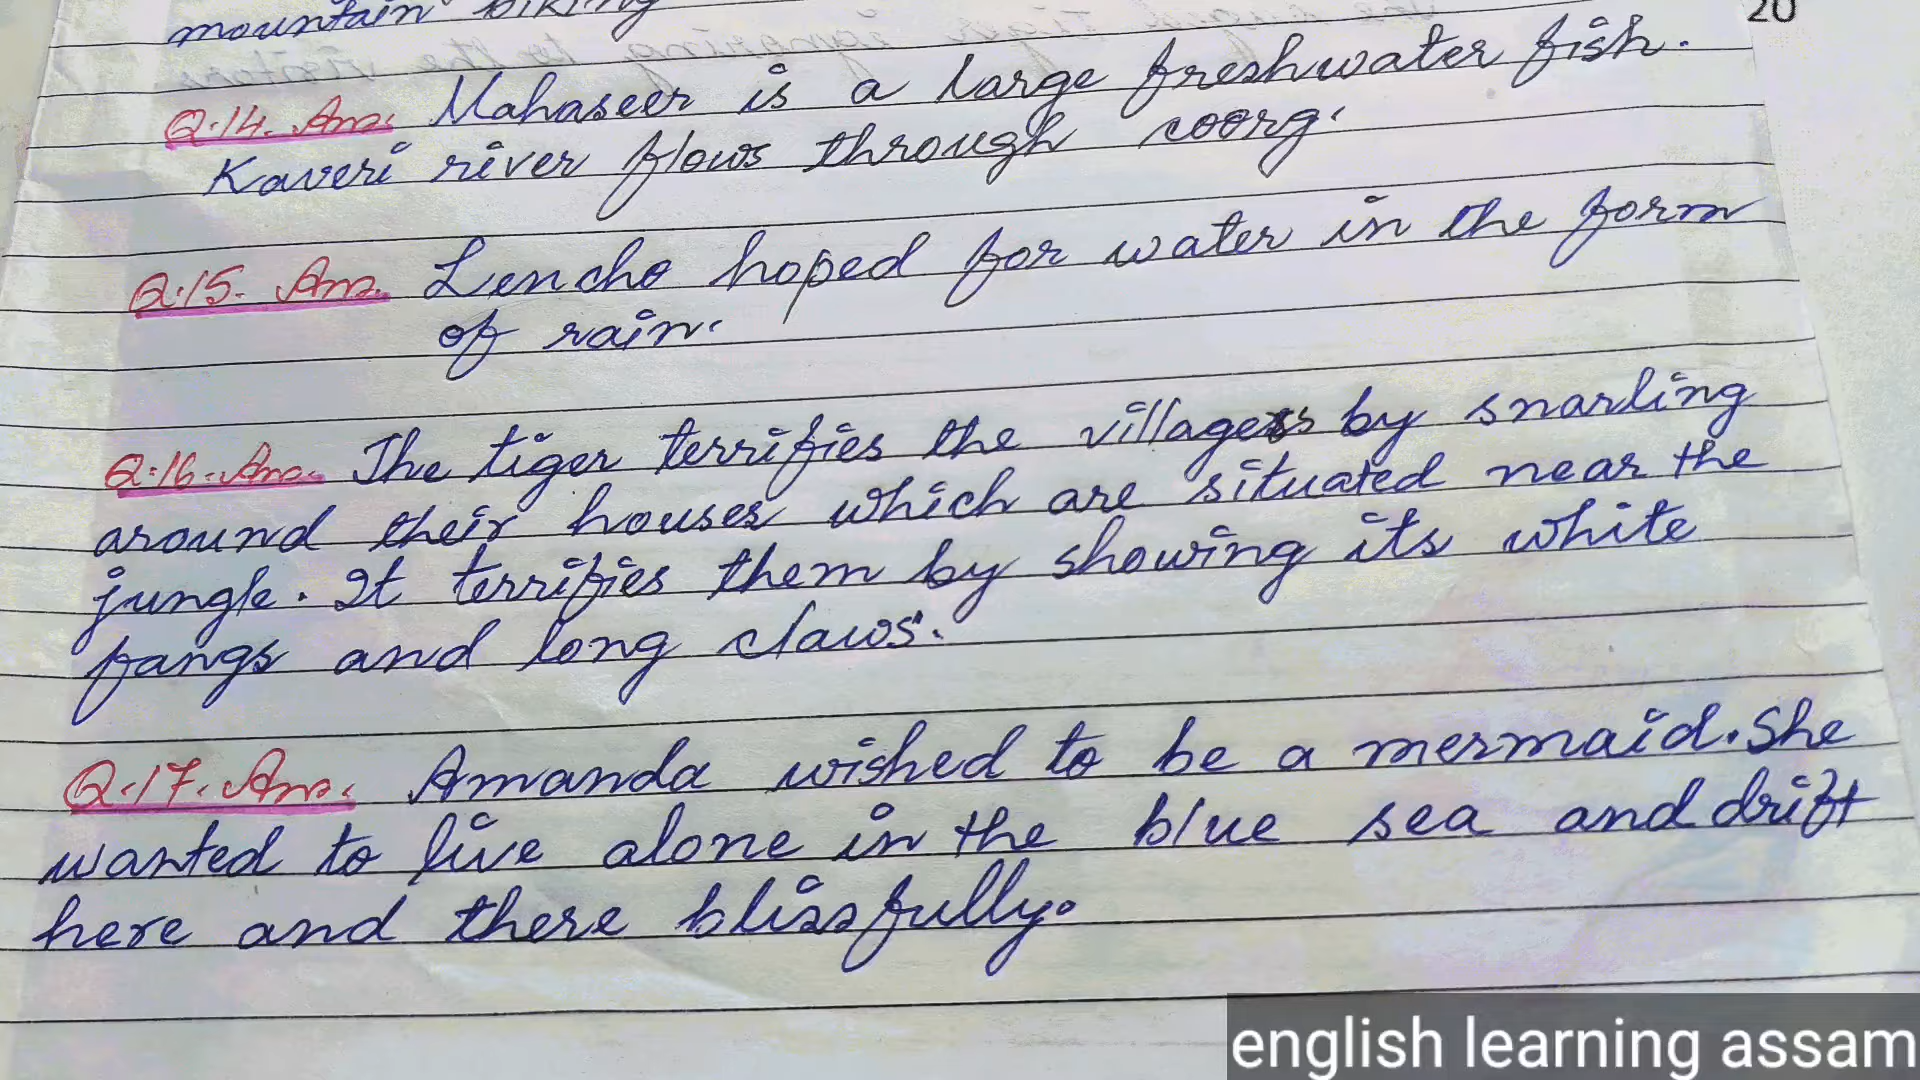 mountain biking
20
Q.14. Ans. Mahaseer is a large freshwater fish.
Kaveri river flows through coorg.
Q.15. Ans. Lencho hoped for water in the form
of rain.
Q.16. Ans. The tiger terrifies the villagers by snarling
around their houses which are situated near the
jungle. It terrifies them by showing its white
fangs and long claws.
Q.17. Ans. Amanda wished to be a mermaid. She
wanted to live alone in the blue sea and drift
here and there blissfully.
english learning assam